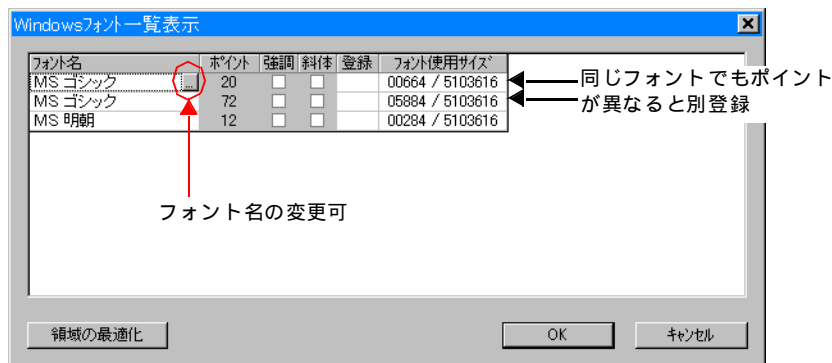 Windowsﾌｫﾝﾄ一覧表示
ﾌｫﾝﾄ名 ﾎﾟｲﾝﾄ 強調 斜体 登録 ﾌｫﾝﾄ使用ｻｲｽﾞ
MS ゴシック ... 20 00664 / 5103616
MS ゴシック 72 05884 / 5103616
MS 明朝 12 00284 / 5103616
同じフォントでもポイント
が異なると別登録
フォント名の変更可
領域の最適化 OK ｷｬﾝｾﾙ